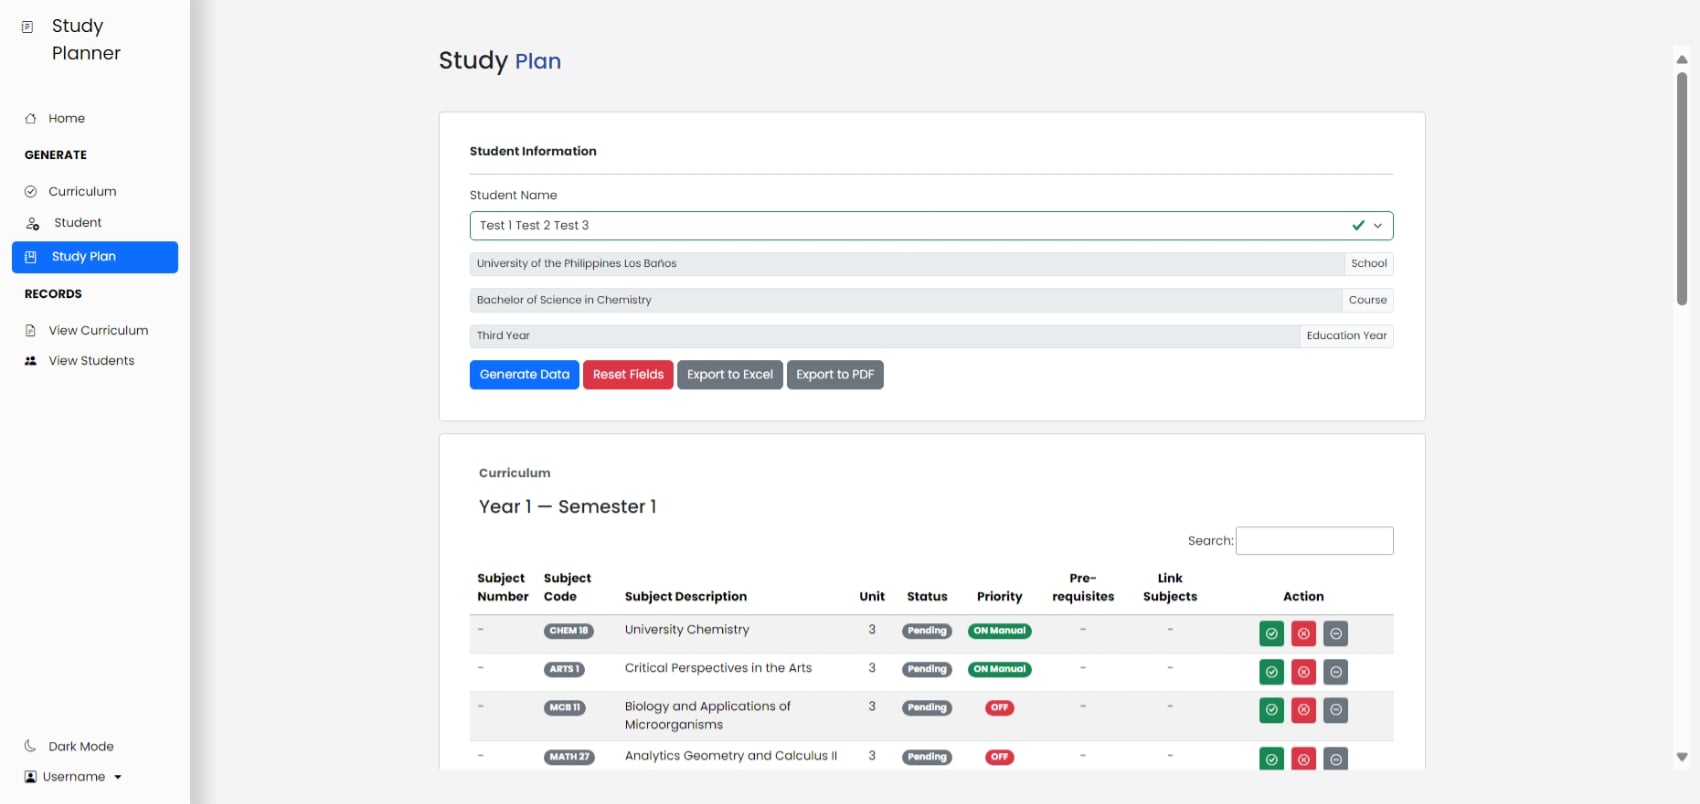 Study
Planner
Home
GENERATE
Curriculum
Student
Study Plan
RECORDS
View Curriculum
View Students
Dark Mode
Username
Study Plan
Student Information
Student Name
Test 1 Test 2 Test 3
University of the Philippines Los Baños School
Bachelor of Science in Chemistry Course
Third Year Education Year
Generate Data Reset Fields Export to Excel Export to PDF
Curriculum
Year 1 — Semester 1
Search:
Subject Number Subject Code Subject Description Unit Status Priority Pre-requisites Link Subjects Action
- CHEM 18 University Chemistry 3 Pending ON Manual - -
- ARTS 1 Critical Perspectives in the Arts 3 Pending ON Manual - -
- MCB 11 Biology and Applications of Microorganisms 3 Pending OFF - -
- MATH 27 Analytics Geometry and Calculus II 3 Pending OFF - -